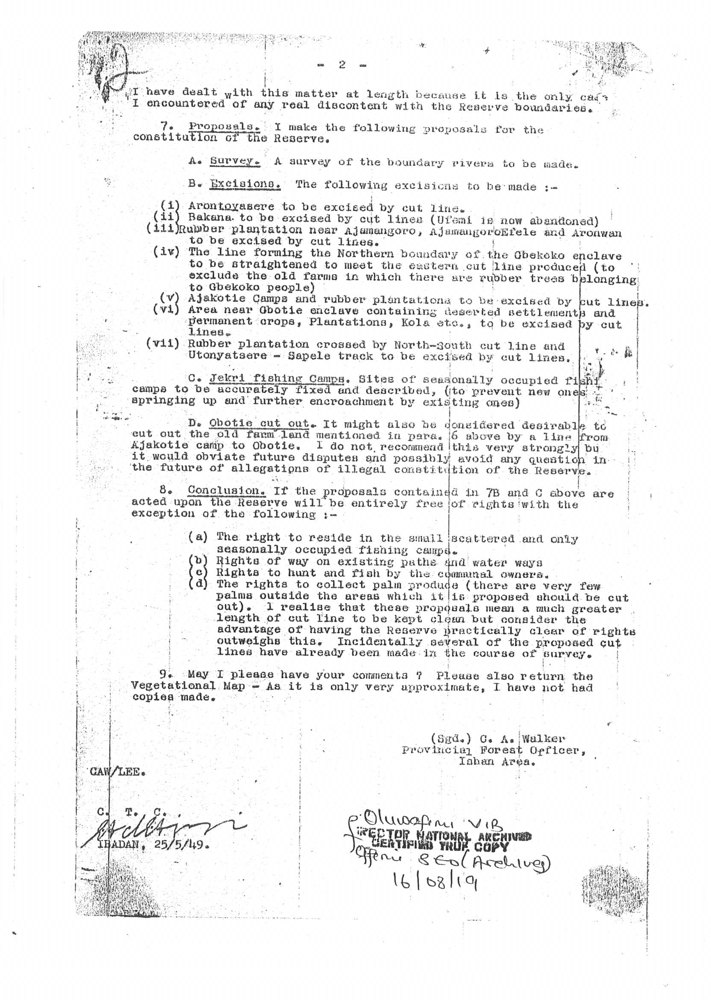 - 2 -
I have dealt with this matter at length because it is the only
I encountered of any real discontent with the Reserve boundaries.
7. Proposals. I make the following proposals for the
constitution of the Reserve.
A. Survey. A survey of the boundary rivers to be made.
B. Excisions. The following excisions to be made :-
(i) Arontoyasere to be excised by cut line.
(ii) Bakana to be excised by cut lines (Ufemi is now abandoned)
(iii)Rubber plantation near Ajamangoro, AjamangoroEfele and Aronwan
to be excised by cut lines.
(iv) The line forming the Northern boundary of the Gbekoko enclave
to be straightened to meet the eastern cut line produced (to
exclude the old farms in which there are rubber trees belonging
to Gbekoko people)
(v) Ajakotie Camps and rubber plantations to be excised by cut lines.
(vi) Area near Obotie enclave containing deserted settlements and
permanent crops, Plantations, Kola etc., to be excised by cut
lines.
(vii) Rubber plantation crossed by North-South cut line and
Utonyatsere - Sapele track to be excised by cut lines.
C. Jekri fishing Camps. Sites of seasonally occupied fishi
camps to be accurately fixed and described, (to prevent new ones
springing up and further encroachment by existing ones)
D. Obotie cut out. It might also be considered desirable to
cut out the old farm land mentioned in para. 6 above by a line from
Ajakotie camp to Obotie. I do not recommend this very strongly bu
it would obviate future disputes and possibly avoid any question in
the future of allegations of illegal constitution of the Reserve.
8. Conclusion. If the proposals contained in 7B and C above are
acted upon the Reserve will be entirely free of rights with the
exception of the following :-
(a) The right to reside in the small scattered and only
seasonally occupied fishing camps.
(b) Rights of way on existing paths and water ways
(c) Rights to hunt and fish by the communal owners.
(d) The rights to collect palm produce (there are very few
palms outside the areas which it is proposed should be cut
out). I realise that these proposals mean a much greater
length of cut line to be kept clean but consider the
advantage of having the Reserve practically clear of rights
outweighs this. Incidentally several of the proposed cut
lines have already been made in the course of survey.
9. May I please have your comments ? Please also return the
Vegetational Map - As it is only very approximate, I have not had
copies made.
(Sgd.) C. A. Walker
Provincial Forest Officer,
Ishan Area.
CAW/LEE.
C. T. C.
IBADAN, 25/5/49.
Oluwafemi V.I.B
IRECTOR NATIONAL ARCHIVES
CERTIFIED TRUE COPY
SEO (Archives)
16/08/19